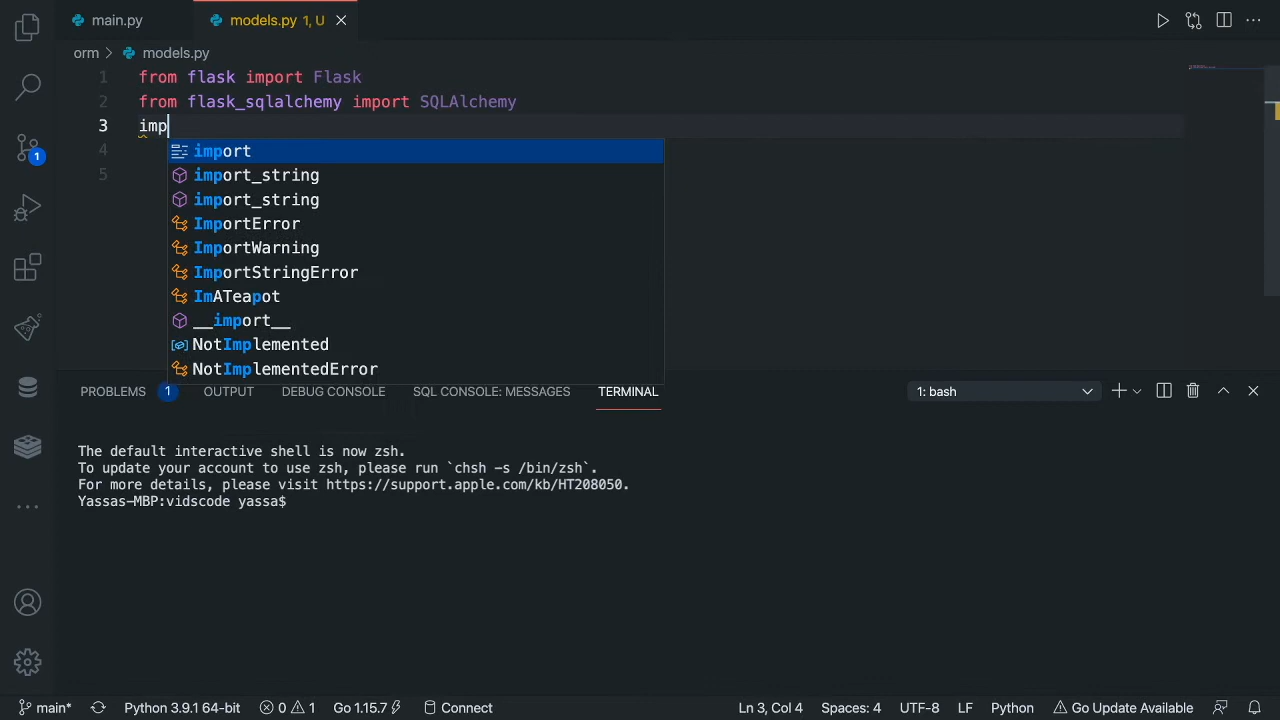 main.py
models.py 1, U
orm
models.py
1 from flask import Flask
2 from flask_sqlalchemy import SQLAlchemy
3 imp
4
5
import
import_string
import_string
ImportError
ImportWarning
ImportStringError
ImATeapot
__import__
NotImplemented
NotImplementedError
1
PROBLEMS 1 OUTPUT DEBUG CONSOLE SQL CONSOLE: MESSAGES TERMINAL 1: bash
The default interactive shell is now zsh.
To update your account to use zsh, please run `chsh -s /bin/zsh`.
For more details, please visit https://support.apple.com/kb/HT208050.
Yassas-MBP:vidscode yassa$
main* Python 3.9.1 64-bit 0 1 Go 1.15.7 Connect Ln 3, Col 4 Spaces: 4 UTF-8 LF Python Go Update Available